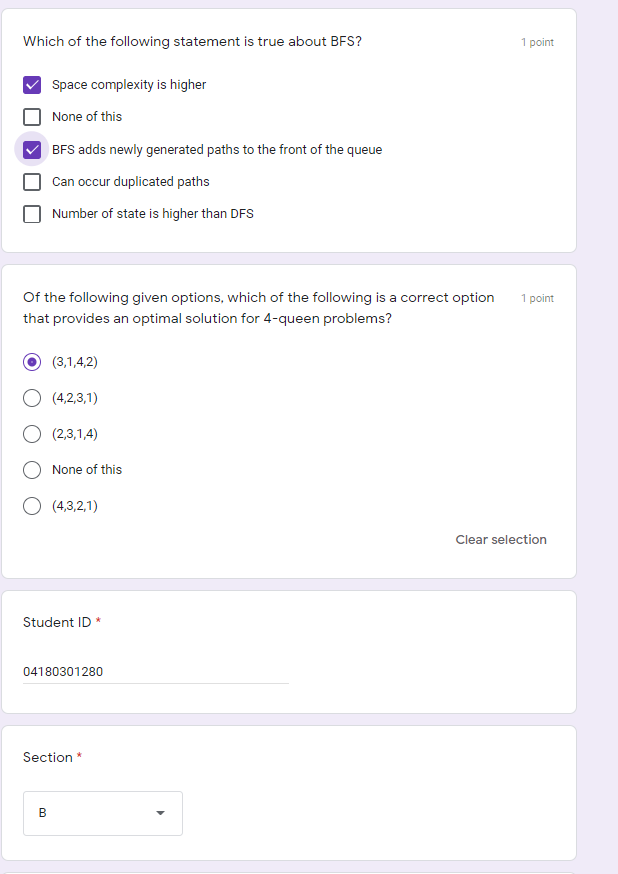 Which of the following statement is true about BFS?
1 point
Space complexity is higher
None of this
BFS adds newly generated paths to the front of the queue
Can occur duplicated paths
Number of state is higher than DFS
Of the following given options, which of the following is a correct option
1 point
that provides an optimal solution for 4-queen problems?
(3,1,4,2)
(4,2,3,1)
(2,3,1,4)
None of this
(4,3,2,1)
Clear selection
Student ID *
04180301280
Section *
B